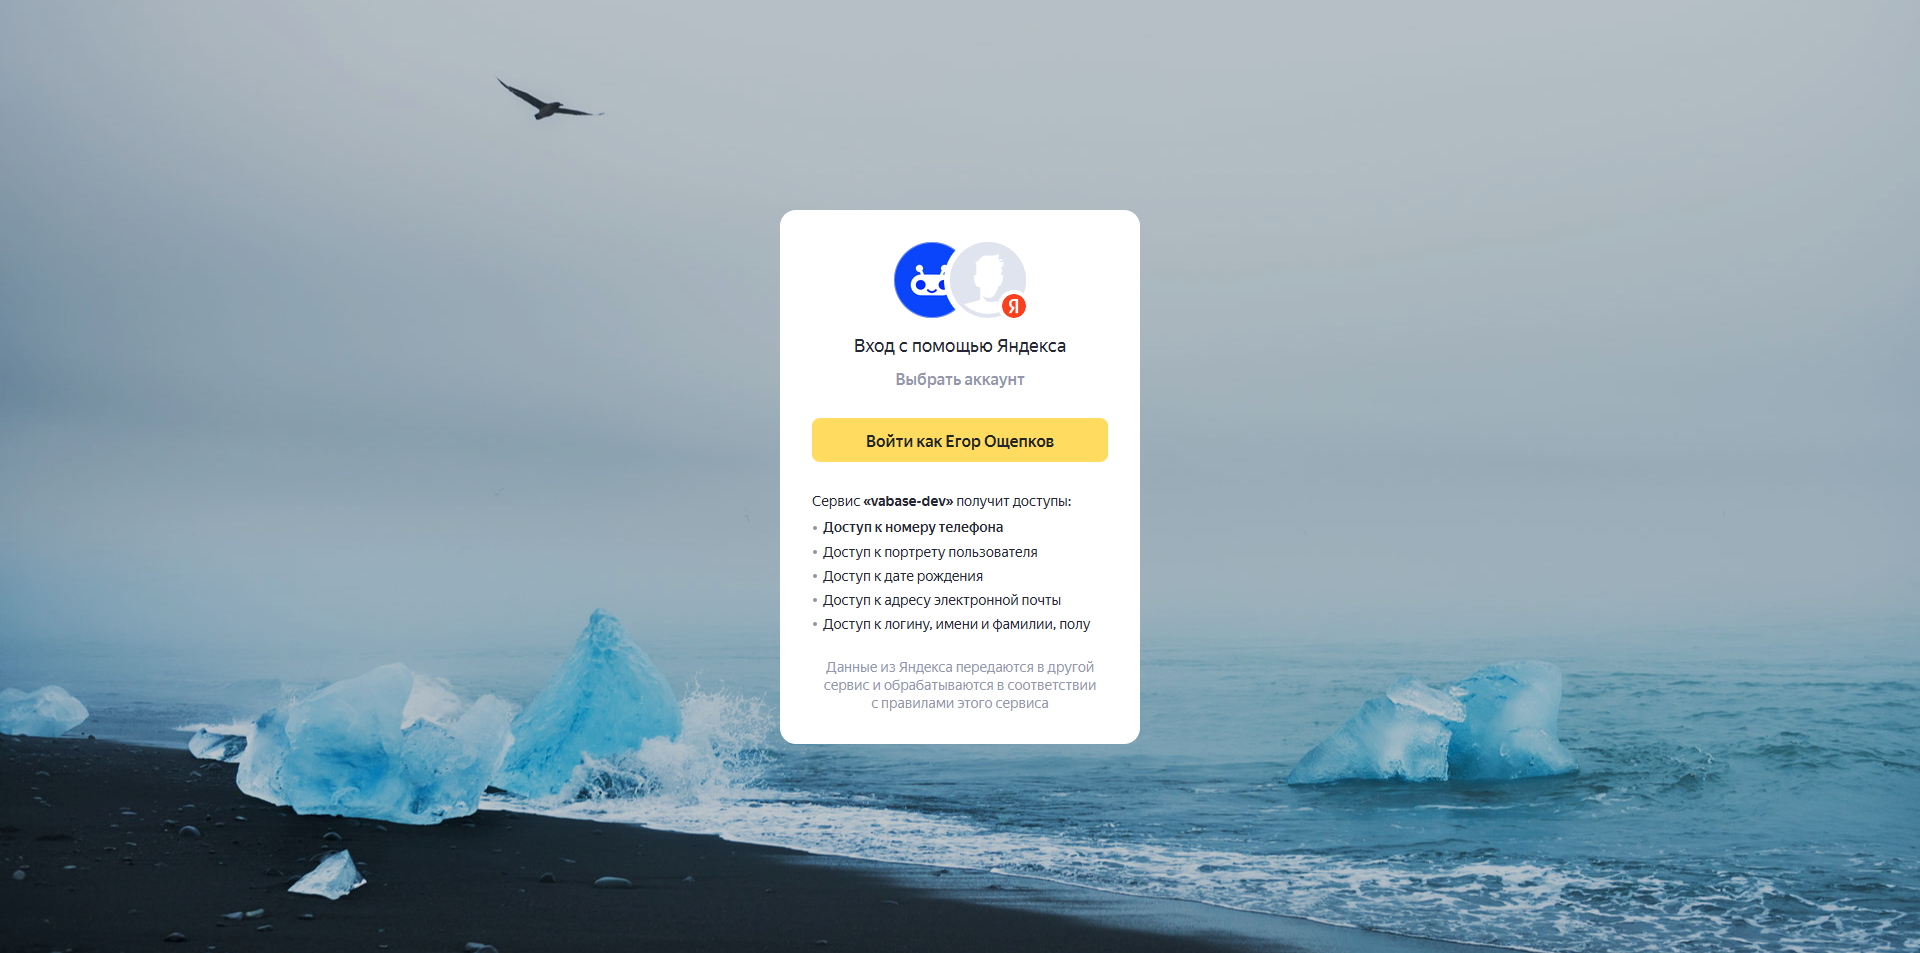 Я
Вход с помощью Яндекса
Выбрать аккаунт
Войти как Егор Ощепков
Сервис «vabase-dev» получит доступы:
• Доступ к номеру телефона
• Доступ к портрету пользователя
• Доступ к дате рождения
• Доступ к адресу электронной почты
• Доступ к логину, имени и фамилии, полу
Данные из Яндекса передаются в другой
сервис и обрабатываются в соответствии
с правилами этого сервиса